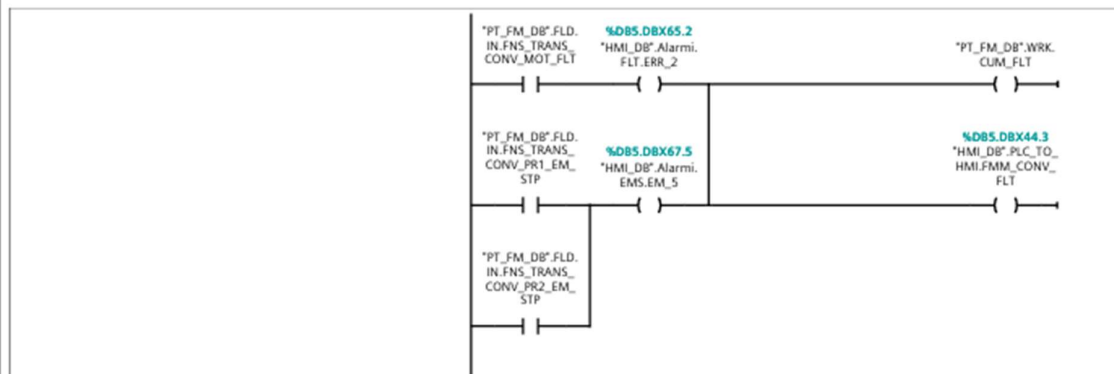 "PT_FM_DB".FLD.
IN.FNS_TRANS_
CONV_MOT_FLT
%DB5.DBX65.2
"HMI_DB".Alarmi.
FLT.ERR_2
"PT_FM_DB".WRK.
CUM_FLT
"PT_FM_DB".FLD.
IN.FNS_TRANS_
CONV_PR1_EM_
STP
%DB5.DBX67.5
"HMI_DB".Alarmi.
EMS.EM_5
%DB5.DBX44.3
"HMI_DB".PLC_TO_
HMI.FMM_CONV_
FLT
"PT_FM_DB".FLD.
IN.FNS_TRANS_
CONV_PR2_EM_
STP